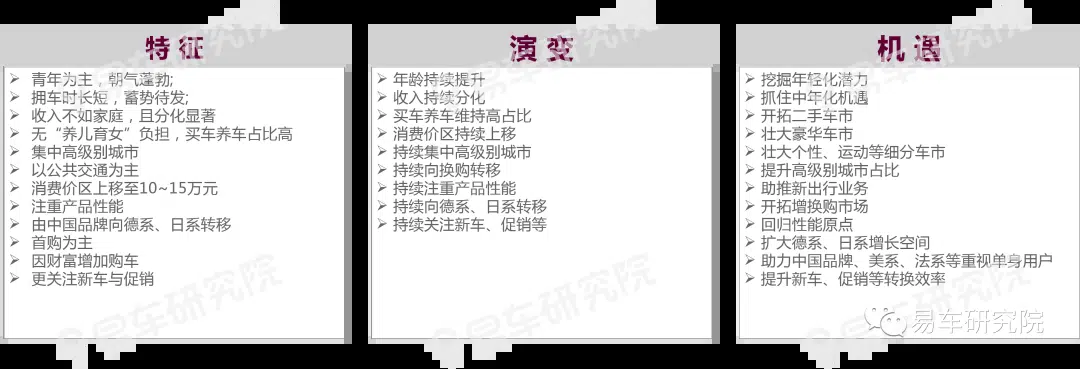 特征
青年为主，朝气蓬勃;
拥车时长短，蓄势待发;
收入不如家庭，且分化显著
无“养儿育女”负担，买车养车占比高
集中高级别城市
以公共交通为主
消费价区上移至10~15万元
注重产品性能
由中国品牌向德系、日系转移
首购为主
因财富增加购车
更关注新车与促销
演变
年龄持续提升
收入持续分化
买车养车维持高占比
消费价区持续上移
持续集中高级别城市
持续向换购转移
持续注重产品性能
持续向德系、日系转移
持续关注新车、促销等
机遇
挖掘年轻化潜力
抓住中年化机遇
开拓二手车市
壮大豪华车市
壮大个性、运动等细分车市
提升高级别城市占比
助推新出行业务
开拓增换购市场
回归性能原点
扩大德系、日系增长空间
助力中国品牌、美系、法系等重视单身用户
提升新车、促销等转换效率
易车研究院